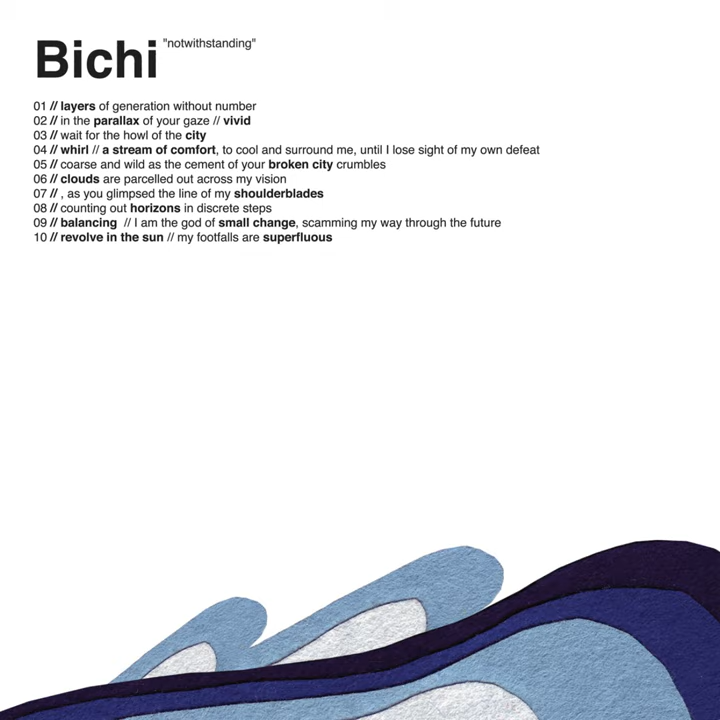 Bichi "notwithstanding"
01 // layers of generation without number
02 // in the parallax of your gaze // vivid
03 // wait for the howl of the city
04 // whirl // a stream of comfort, to cool and surround me, until I lose sight of my own defeat
05 // coarse and wild as the cement of your broken city crumbles
06 // clouds are parcelled out across my vision
07 // , as you glimpsed the line of my shoulderblades
08 // counting out horizons in discrete steps
09 // balancing // I am the god of small change, scamming my way through the future
10 // revolve in the sun // my footfalls are superfluous